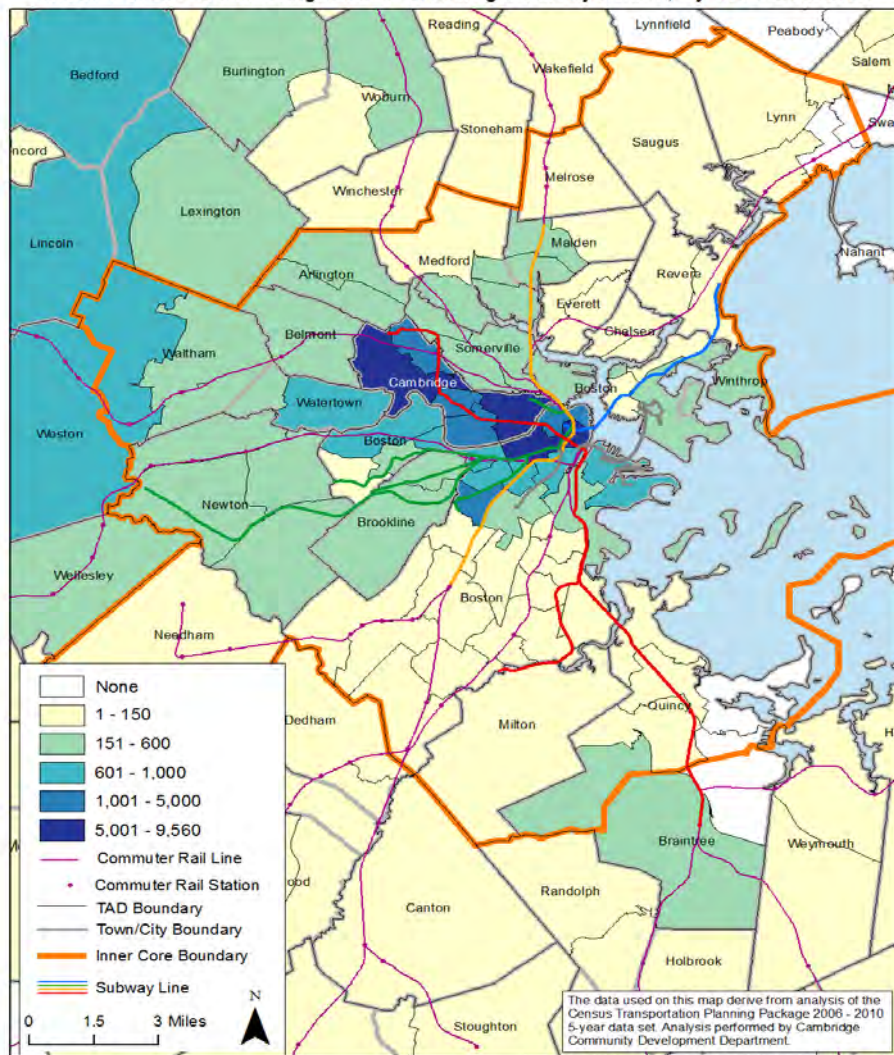 Reading
Lynnfield
Peabody
Salem
Bedford
Burlington
Wakefield
Woburn
Lynn
Stoneham
Saugus
Winchester
Melrose
Lexington
Lincoln
Medford
Malden
Nahant
Arlington
Revere
Everett
Waltham
Belmont
Somerville
Chelsea
Cambridge
Boston
Winthrop
Watertown
Weston
Boston
Newton
Brookline
Wellesley
Boston
Needham
None
1 - 150
151 - 600
601 - 1,000
1,001 - 5,000
5,001 - 9,560
Commuter Rail Line
Commuter Rail Station
TAD Boundary
Town/City Boundary
Inner Core Boundary
Subway Line
N
0 1.5 3 Miles
Dedham
Milton
Quincy
Braintree
Weymouth
Canton
Randolph
Holbrook
Stoughton
The data used on this map derive from analysis of the
Census Transportation Planning Package 2006 - 2010
5-year data set. Analysis performed by Cambridge
Community Development Department.